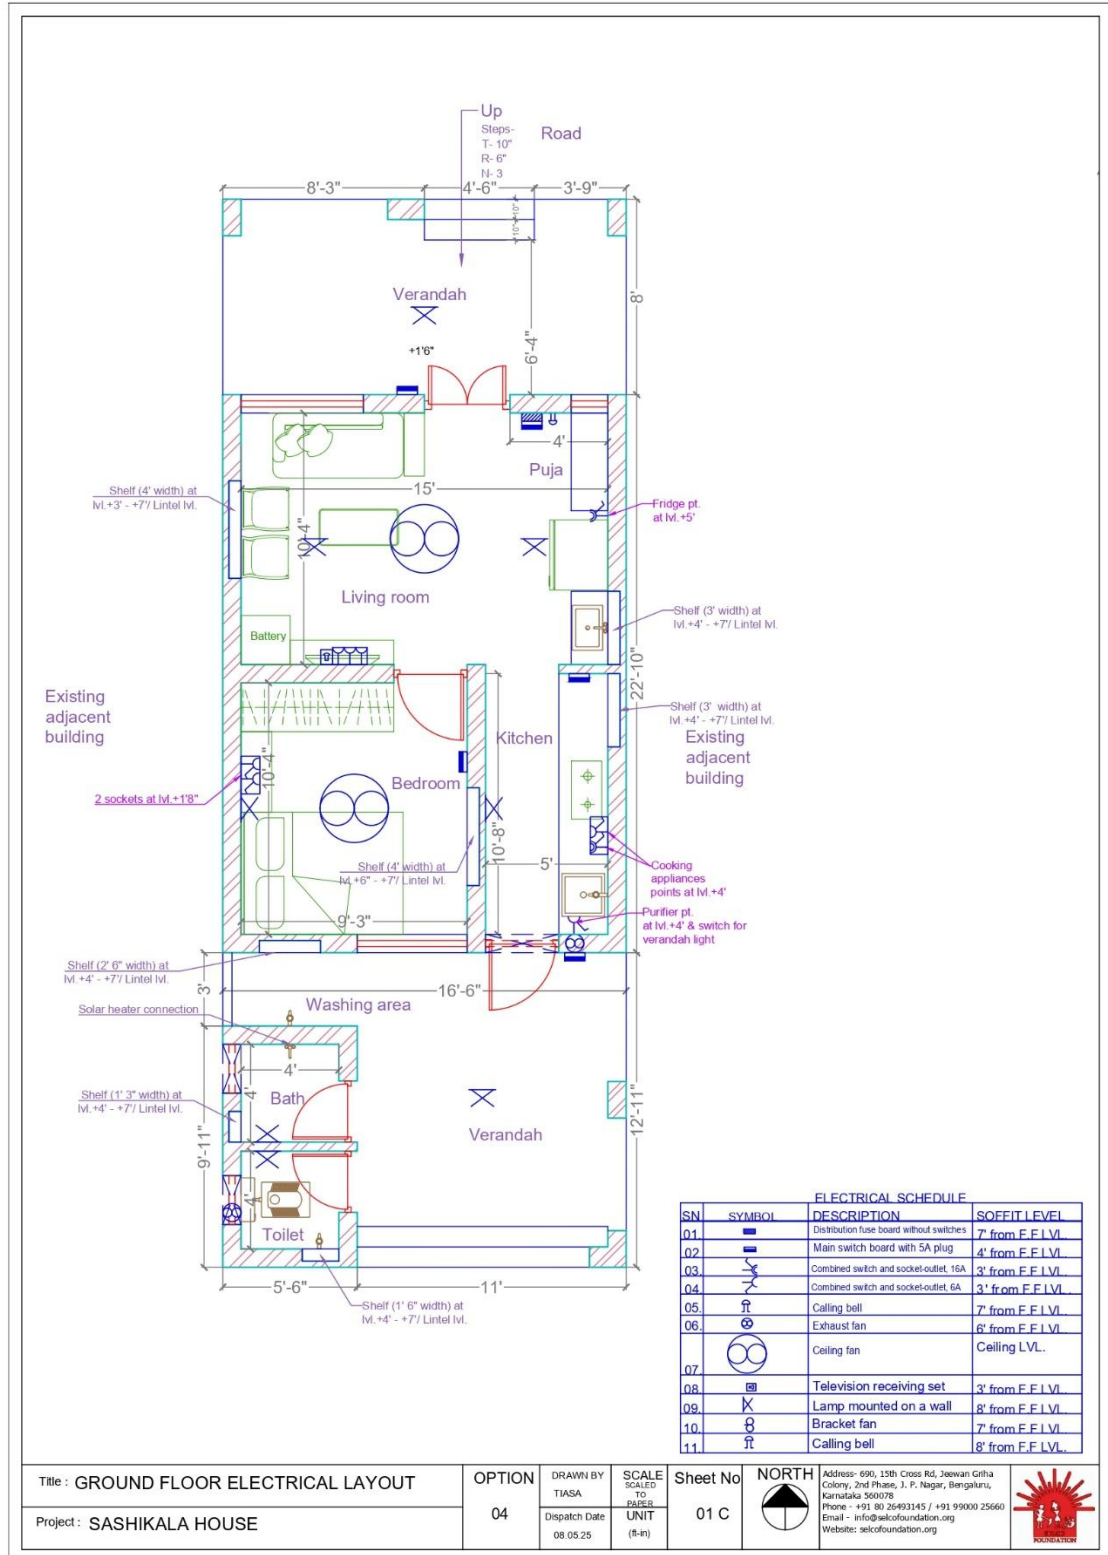 Up
Steps-
T- 10"
R- 6"
N- 3
Road
8'-3"
4'-6"
3'-9"
10"
10"
Verandah
8'
6'-4"
+1'6"
4'
Puja
15'
Shelf (4' width) at
lvl.+3' - +7'/ Lintel lvl.
Fridge pt.
at lvl.+5'
10'-4"
Living room
Shelf (3' width) at
lvl.+4' - +7'/ Lintel lvl.
Battery
22'-10"
Existing
adjacent
building
Shelf (3' width) at
lvl.+4' - +7'/ Lintel lvl.
Kitchen
Existing
adjacent
building
10'-4"
Bedroom
2 sockets at lvl.+1'8"
10'-8"
5'
Shelf (4' width) at
lvl.+6" - +7'/ Lintel lvl.
Cooking
appliances
points at lvl.+4'
9'-3"
Purifier pt.
at lvl.+4' & switch for
verandah light
Shelf (2' 6" width) at
lvl.+4' - +7'/ Lintel lvl.
3'
16'-6"
Washing area
Solar heater connection
4'
Bath
4'
Shelf (1' 3" width) at
lvl.+4' - +7'/ Lintel lvl.
12'-11"
Verandah
9'-11"
4'
Toilet
5'-6"
11'
Shelf (1' 6" width) at
lvl.+4' - +7'/ Lintel lvl.
ELECTRICAL SCHEDULE
SN SYMBOL DESCRIPTION SOFFIT LEVEL
01. Distribution fuse board without switches 7' from F.F LVL.
02 Main switch board with 5A plug 4' from F.F LVL.
03. Combined switch and socket-outlet, 16A 3' from F.F LVL.
04. Combined switch and socket-outlet, 6A 3' from F.F LVL.
05. Calling bell 7' from F.F LVL.
06. Exhaust fan 6' from F.F LVL.
07. Ceiling fan Ceiling LVL.
08. Television receiving set 3' from F.F LVL.
09. Lamp mounted on a wall 8' from F.F LVL.
10. Bracket fan 7' from F.F LVL.
11. Calling bell 8' from F.F LVL.
Title : GROUND FLOOR ELECTRICAL LAYOUT
Project : SASHIKALA HOUSE
OPTION
04
DRAWN BY
TIASA
Dispatch Date
08.05.25
SCALE
SCALED
TO
PAPER
UNIT
(ft-in)
Sheet No
01 C
NORTH
Address- 690, 15th Cross Rd, Jeewan Griha
Colony, 2nd Phase, J. P. Nagar, Bengaluru,
Karnataka 560078
Phone - +91 80 26493145 / +91 99000 25660
Email - info@selcofoundation.org
Website: selcofoundation.org
SELCO
FOUNDATION